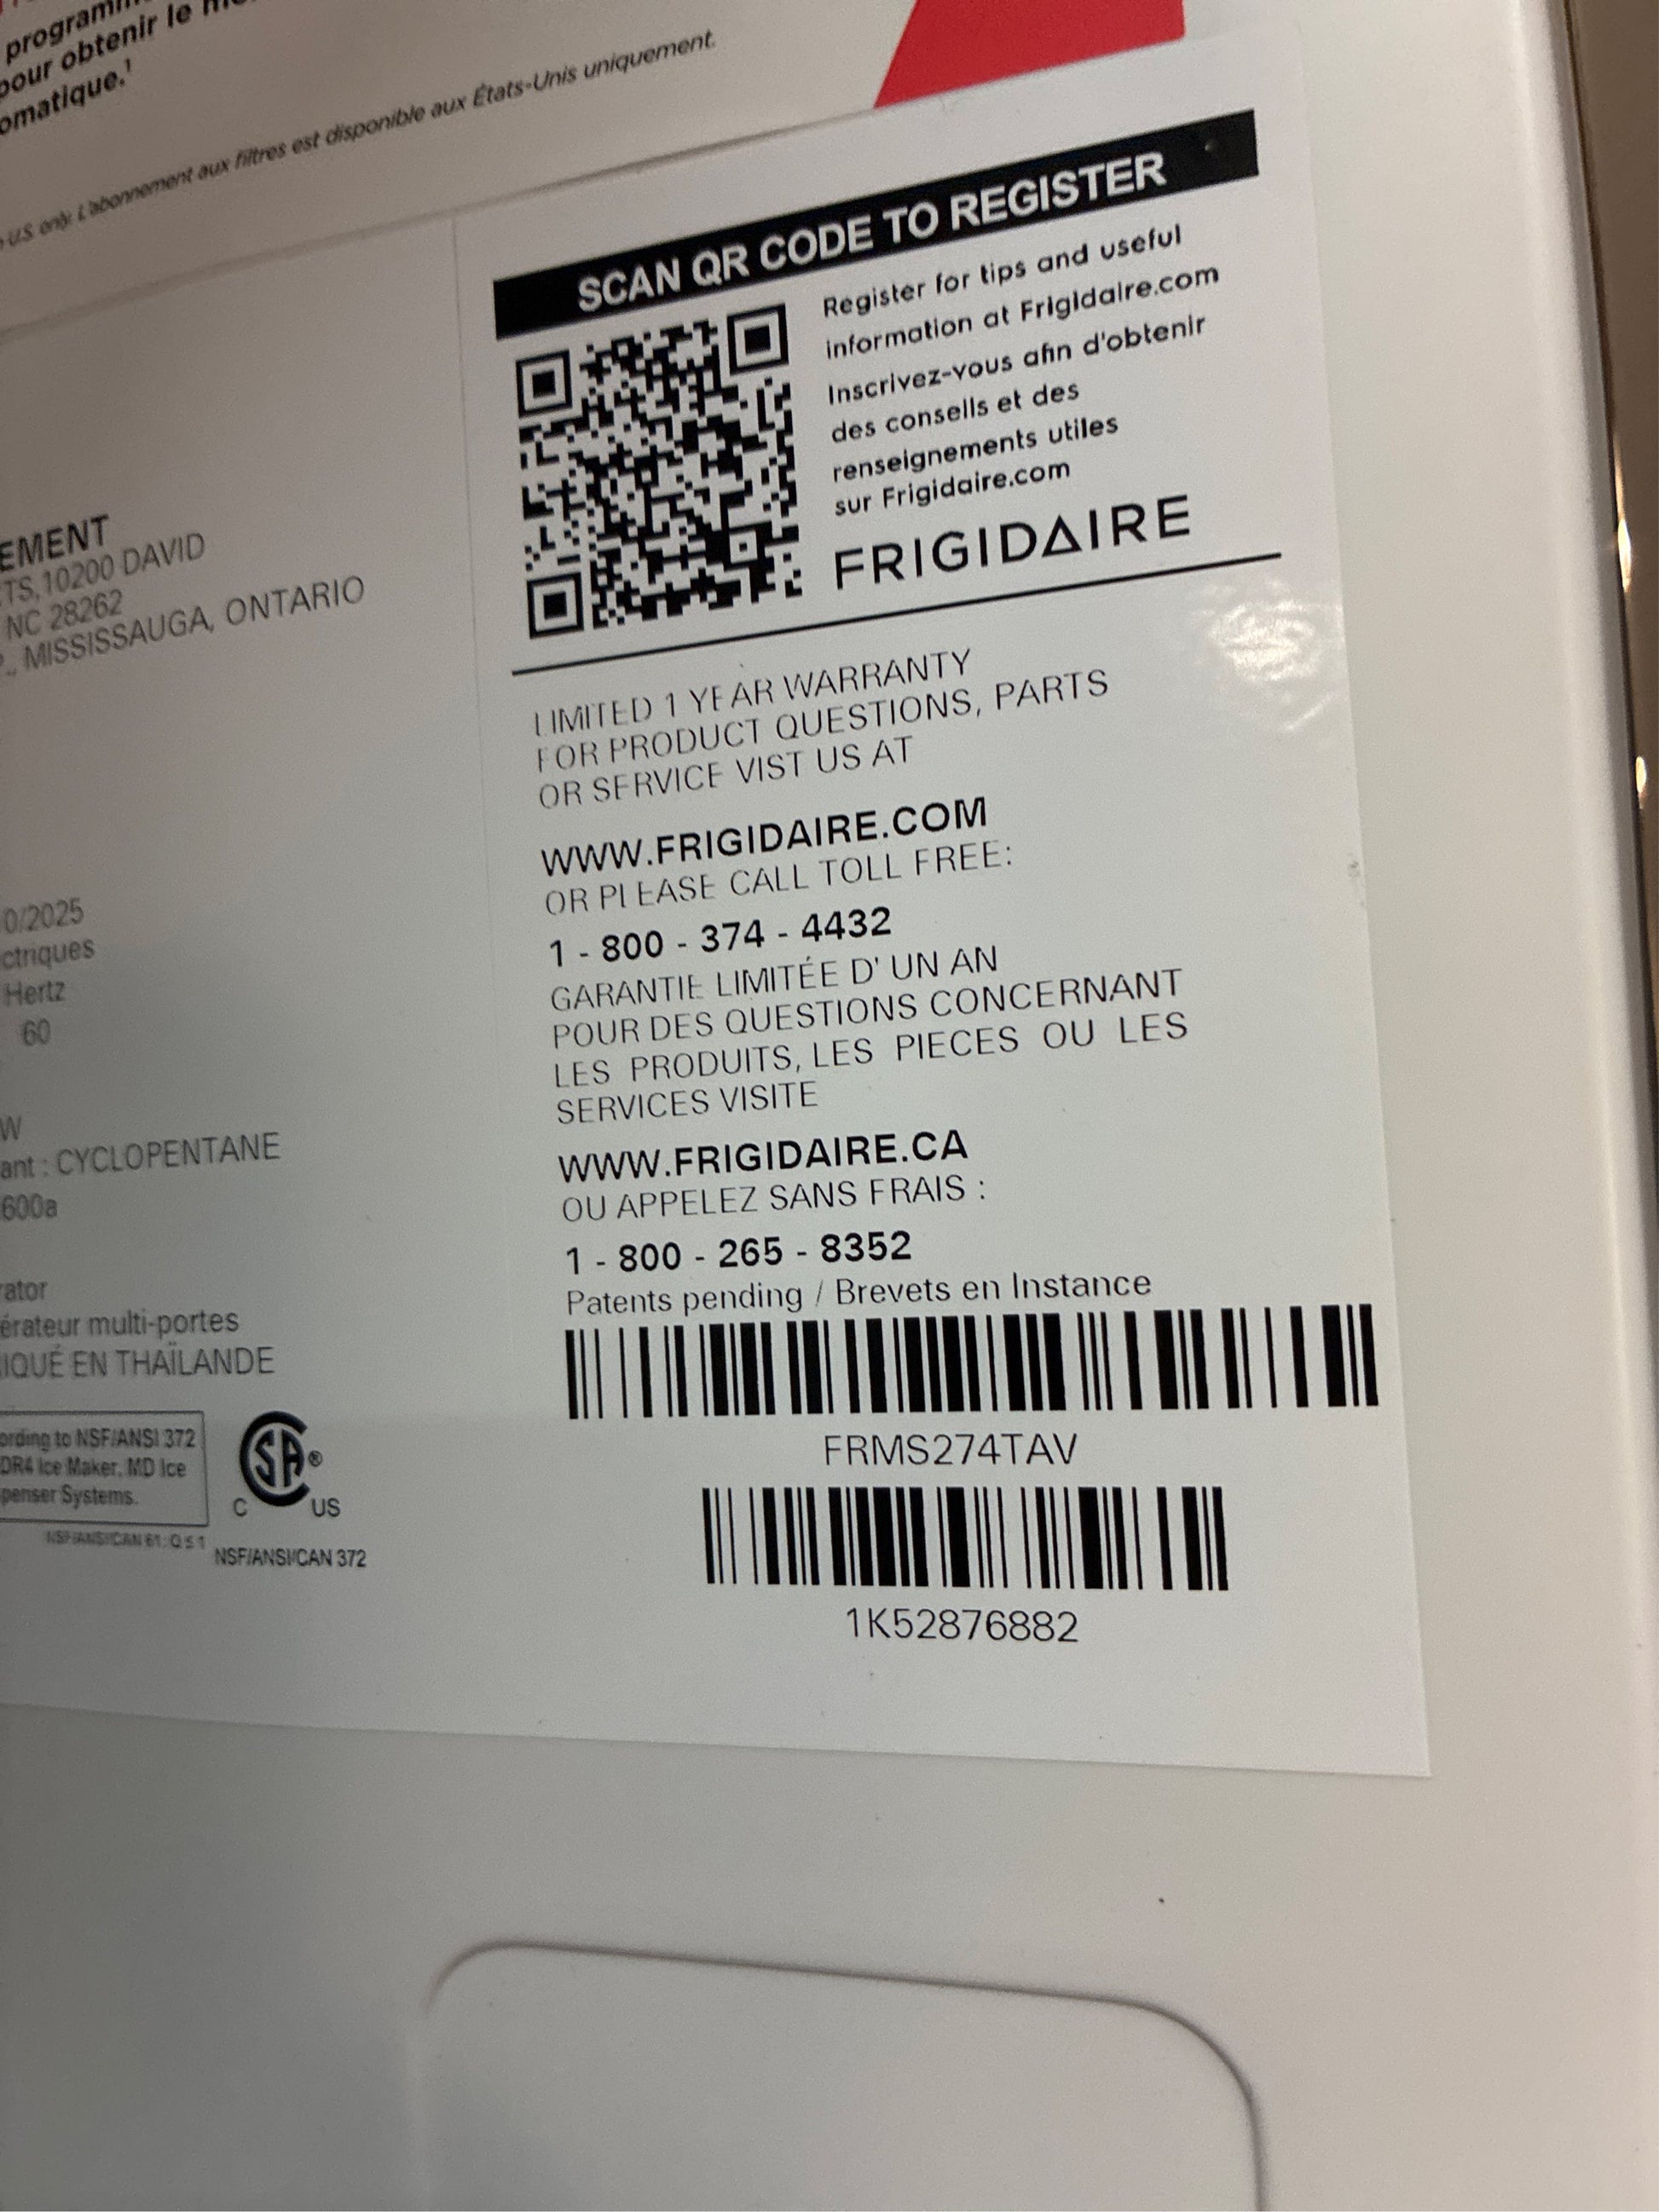 programm
pour obtenir le m
omatique.¹
U.S. only. L'abonnement aux filtres est disponible aux États-Unis uniquement.
EMENT
TS, 10200 DAVID
NC 28262
., MISSISSAUGA, ONTARIO
0/2025
ctriques
Hertz
60
W
ant : CYCLOPENTANE
600a
rator
érateur multi-portes
IQUÉ EN THAÏLANDE
ording to NSF/ANSI 372
DR4 Ice Maker, MD Ice
penser Systems.
NSF/ANSI/CAN 61: Q ≤ 1
SA®
C US
NSF/ANSI/CAN 372
SCAN QR CODE TO REGISTER
Register for tips and useful
information at Frigidaire.com
Inscrivez-vous afin d'obtenir
des conseils et des
renseignements utiles
sur Frigidaire.com
FRIGIDAIRE
LIMITED 1 YEAR WARRANTY
FOR PRODUCT QUESTIONS, PARTS
OR SERVICE VIST US AT
WWW.FRIGIDAIRE.COM
OR PLEASE CALL TOLL FREE:
1 - 800 - 374 - 4432
GARANTIE LIMITÉE D' UN AN
POUR DES QUESTIONS CONCERNANT
LES PRODUITS, LES PIECES OU LES
SERVICES VISITE
WWW.FRIGIDAIRE.CA
OU APPELEZ SANS FRAIS :
1 - 800 - 265 - 8352
Patents pending / Brevets en Instance
FRMS274TAV
1K52876882